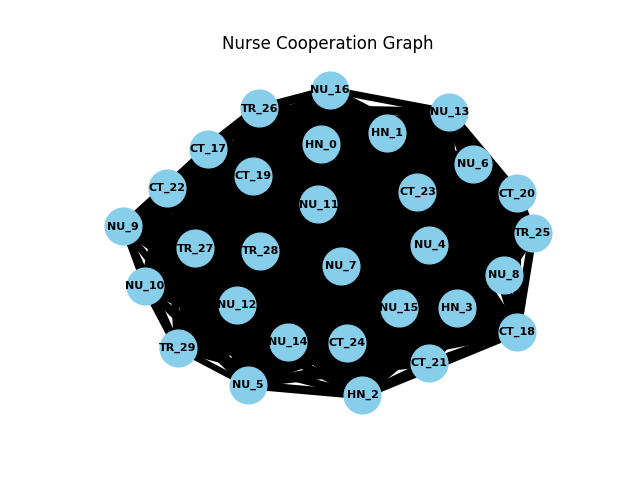 Nurse Cooperation Graph
NU_16
TR_26
NU_13
HN_1
HN_0
CT_17
NU_6
CT_19
CT_22
CT_23
CT_20
NU_11
NU_9
TR_25
NU_4
TR_27
TR_28
NU_7
NU_8
NU_10
NU_12
NU_15
HN_3
CT_18
NU_14
CT_24
TR_29
CT_21
NU_5
HN_2